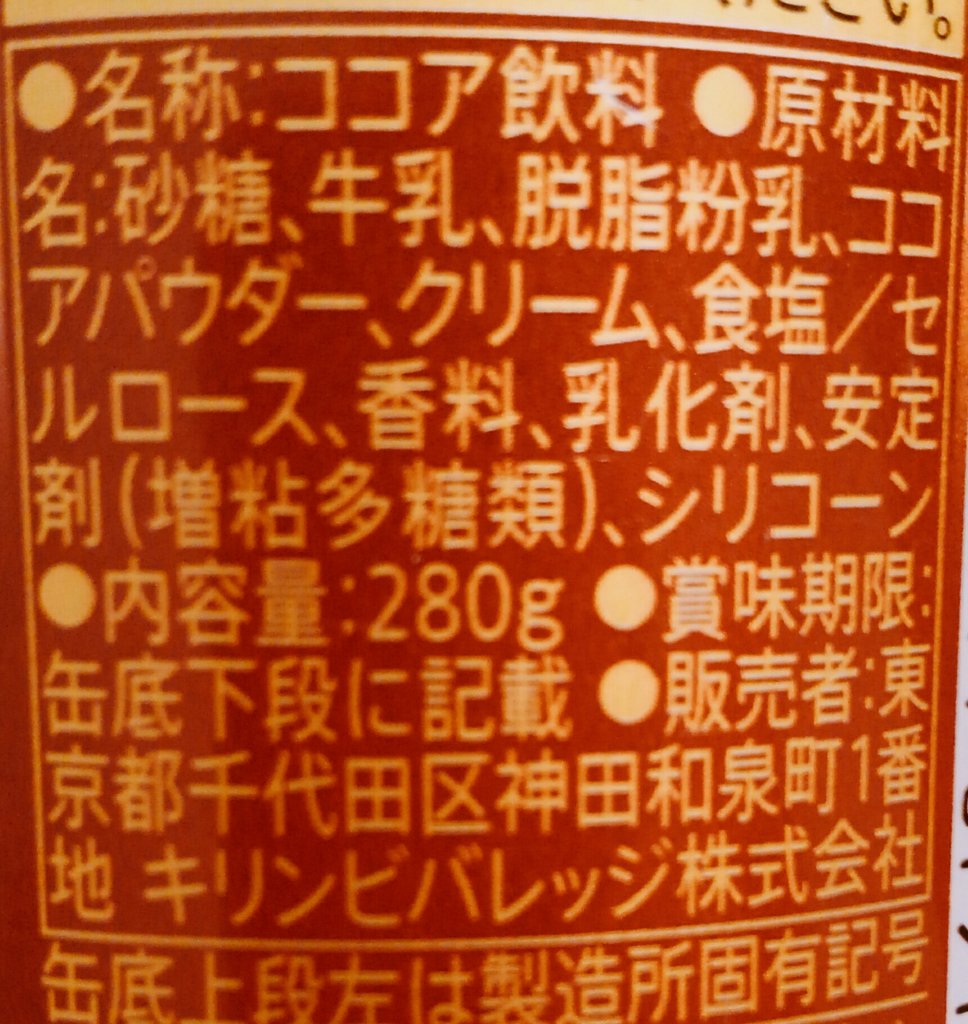 ださい。
●名称:ココア飲料 ●原材料
名:砂糖、牛乳、脱脂粉乳、ココ
アパウダー、クリーム、食塩/セ
ルロース、香料、乳化剤、安定
剤(増粘多糖類)、シリコーン
●内容量:280g ●賞味期限:
缶底下段に記載 ●販売者:東
京都千代田区神田和泉町1番
地 キリンビバレッジ株式会社
缶底上段左は製造所固有記号